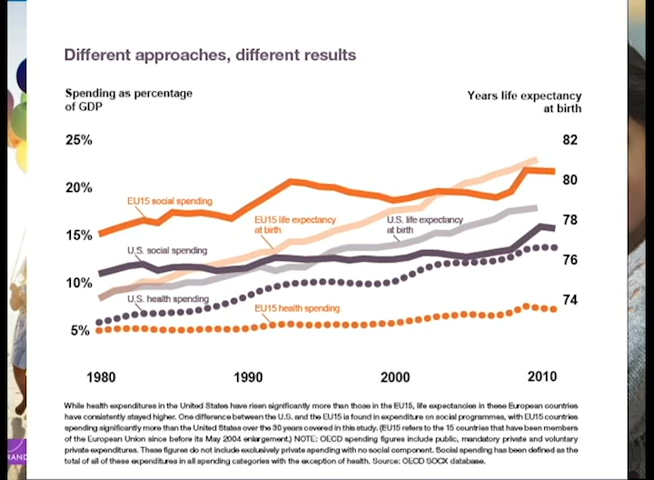 Different approaches, different results
Spending as percentage
of GDP
Years life expectancy
at birth
25%
82
20%
80
EU15 social spending
EU15 life expectancy
at birth
U.S. life expectancy
at birth
78
15%
U.S. social spending
76
10%
U.S. health spending
EU15 health spending
74
5%
1980
1990
2000
2010
While health expenditures in the United States have risen significantly more than those in the EU15, life expectancies in these European countries
have consistently stayed higher. One difference between the U.S. and the EU15 is found in expenditure on social programmes, with EU15 countries
spending significantly more than the United States over the 30 years covered in this study. (EU15 refers to the 15 countries that have been members
of the European Union since before its May 2004 enlargement.) NOTE: OECD spending figures include public, mandatory private and voluntary
private expenditures. These figures do not include exclusively private spending with no social component. Social spending has been defined as the
total of all of these expenditures in all spending categories with the exception of health. Source: OECD SOCX database.